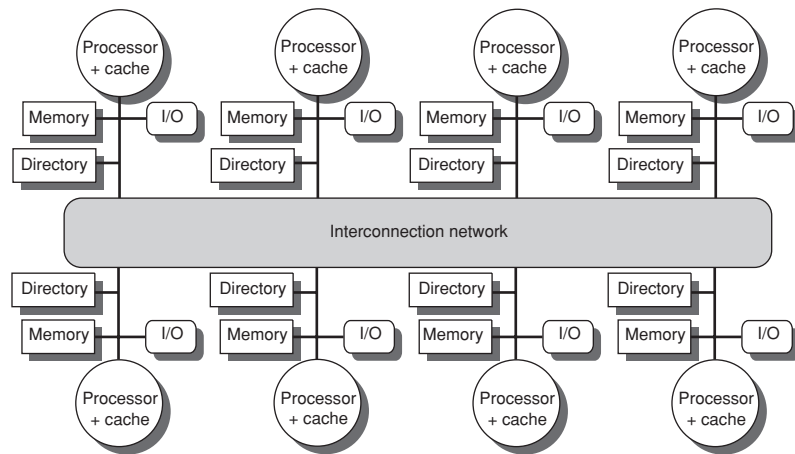 Processor
+ cache
Processor
+ cache
Processor
+ cache
Processor
+ cache
Memory
I/O
Memory
I/O
Memory
I/O
Memory
I/O
Directory
Directory
Directory
Directory
Interconnection network
Directory
Directory
Directory
Directory
Memory
I/O
Memory
I/O
Memory
I/O
Memory
I/O
Processor
+ cache
Processor
+ cache
Processor
+ cache
Processor
+ cache